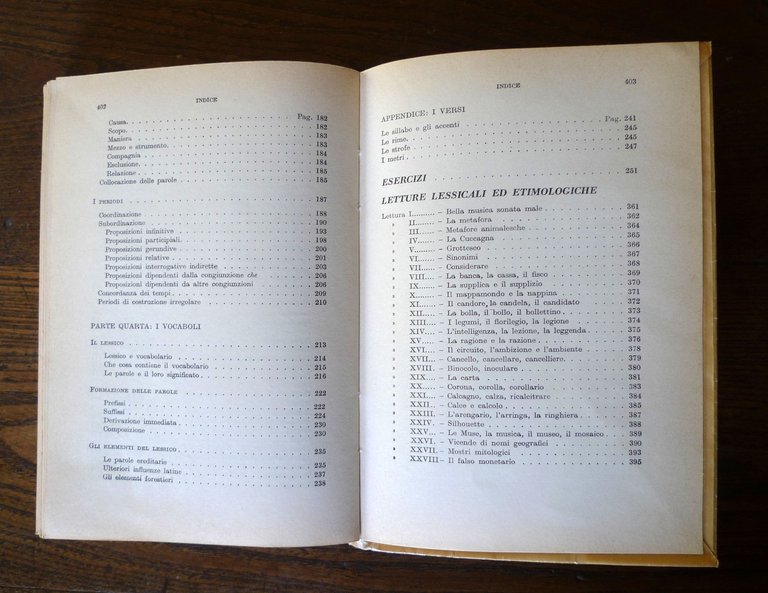 402 INDICE
Causa. . . . Pag. 182
Scopo. . . . 182
Maniera . . . . 183
Mezzo e strumento. . . . 183
Compagnia . . . . 184
Esclusione. . . . 184
Relazione . . . . 185
Collocazione delle parole . . . . 185
I PERIODI . . . . 187
Coordinazione . . . . 188
Subordinazione . . . . 190
Proposizioni infinitive . . . . 193
Proposizioni participiali. . . . 198
Proposizioni gerundive . . . . 200
Proposizioni relative . . . . 201
Proposizioni interrogative indirette . . . . 203
Proposizioni dipendenti dalla congiunzione che . . . . 206
Proposizioni dipendenti da altre congiunzioni . . . . 207
Concordanza dei tempi . . . . 209
Periodi di costruzione irregolare . . . . 210
PARTE QUARTA: I VOCABOLI
IL LESSICO . . . . 213
Lessico e vocabolario . . . . 214
Che cosa contiene il vocabolario . . . . 215
Le parole e il loro significato . . . . 216
FORMAZIONE DELLE PAROLE . . . . 222
Prefissi . . . . 222
Suffissi . . . . 224
Derivazione immediata . . . . 230
Composizione . . . . 230
GLI ELEMENTI DEL LESSICO . . . . 235
Le parole ereditarie . . . . 235
Ulteriori influenze latine . . . . 237
Gli elementi forestieri . . . . 238
INDICE 403
APPENDICE: I VERSI
Le sillabe e gli accenti . . . . Pag. 241
Le rime. . . . 245
Le strofe . . . . 245
I metri . . . . 247
ESERCIZI . . . . 251
LETTURE LESSICALI ED ETIMOLOGICHE
Lettura I......... – Bella musica sonata male . . . . 361
» II........ – La metafora . . . . 362
» III....... – Metafore animalesche . . . . 364
» IV....... – La Cuccagna . . . . 365
» V........ – Grottesco . . . . 366
» VI....... – Sinonimi . . . . 367
» VII...... – Considerare . . . . 368
» VIII.... – La banca, la cassa, il fisco . . . . 369
» IX....... – La supplica e il supplizio . . . . 370
» X........ – Il mappamondo e la nappina . . . . 371
» XI....... – Il candore, la candela, il candidato . . . . 372
» XII...... – La bolla, il bollo, il bollettino . . . . 373
» XIII.... – I legumi, il florilegio, la legione . . . . 374
» XIV.... – L'intelligenza, la lezione, la leggenda . . . . 375
» XV..... – La ragione e la razione . . . . 376
» XVI.... – Il circuito, l'ambizione e l'ambiente . . . . 378
» XVII... – Cancello, cancellare, cancelliere . . . . 379
» XVIII. – Binocolo, inoculare . . . . 380
» XIX.... – La carta . . . . 381
» XX..... – Corona, corolla, corollario . . . . 382
» XXI.... – Calcagno, calza, ricalcitrare . . . . 384
» XXII... – Calce e calcolo . . . . 385
» XXIII. – L'arengario, l'arringa, la ringhiera . . . . 387
» XXIV. – Silhouette . . . . 388
» XXV... – Le Muse, la musica, il museo, il mosaico . . . . 389
» XXVI. – Vicende di nomi geografici . . . . 390
» XXVII. – Mostri mitologici . . . . 393
» XXVIII – Il falso monetario . . . . 395